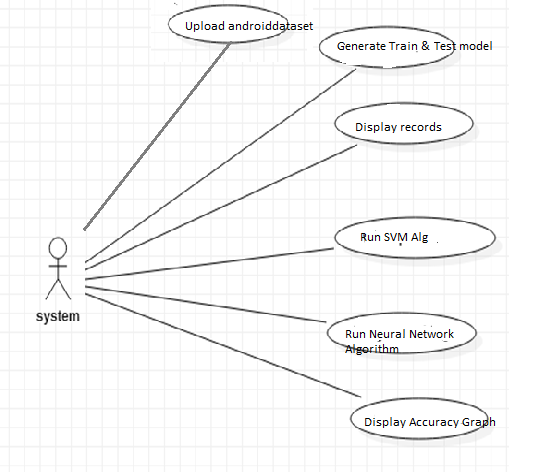 Upload androiddataset
Generate Train & Test model
Display records
Run SVM Alg
system
Run Neural Network
Algorithm
Display Accuracy Graph